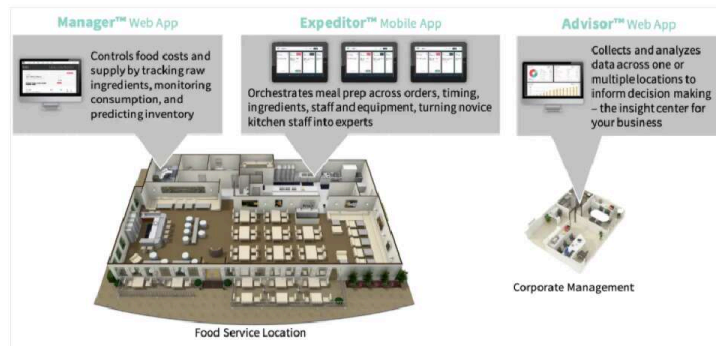 Manager™ Web App
Controls food costs and
supply by tracking raw
ingredients, monitoring
consumption, and
predicting inventory
Expeditor™ Mobile App
Orchestrates meal prep across orders, timing,
ingredients, staff and equipment, turning novice
kitchen staff into experts
Advisor™ Web App
Collects and analyzes
data across one or
multiple locations to
inform decision making
– the insight center for
your business
Food Service Location
Corporate Management